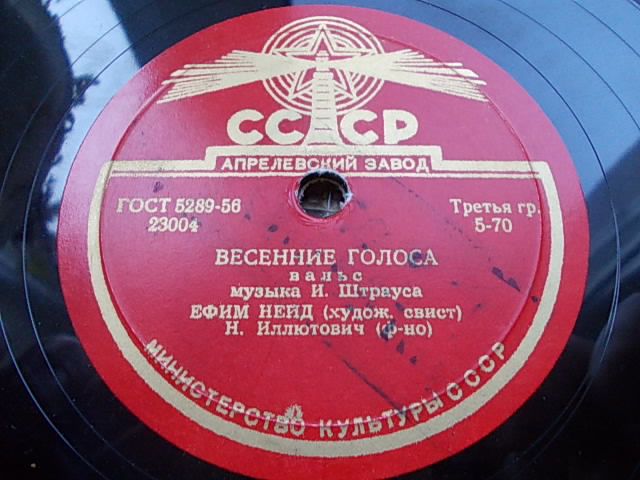 СССР
АПРЕЛЕВСКИЙ ЗАВОД
ГОСТ 5289-56
23004
Третья гр.
5-70
ВЕСЕННИЕ ГОЛОСА
вальс
музыка И. Штрауса
ЕФИМ НЕЙД (худож. свист)
Н. Иллютович (ф-но)
МИНИСТЕРСТВО КУЛЬТУРЫ СССР